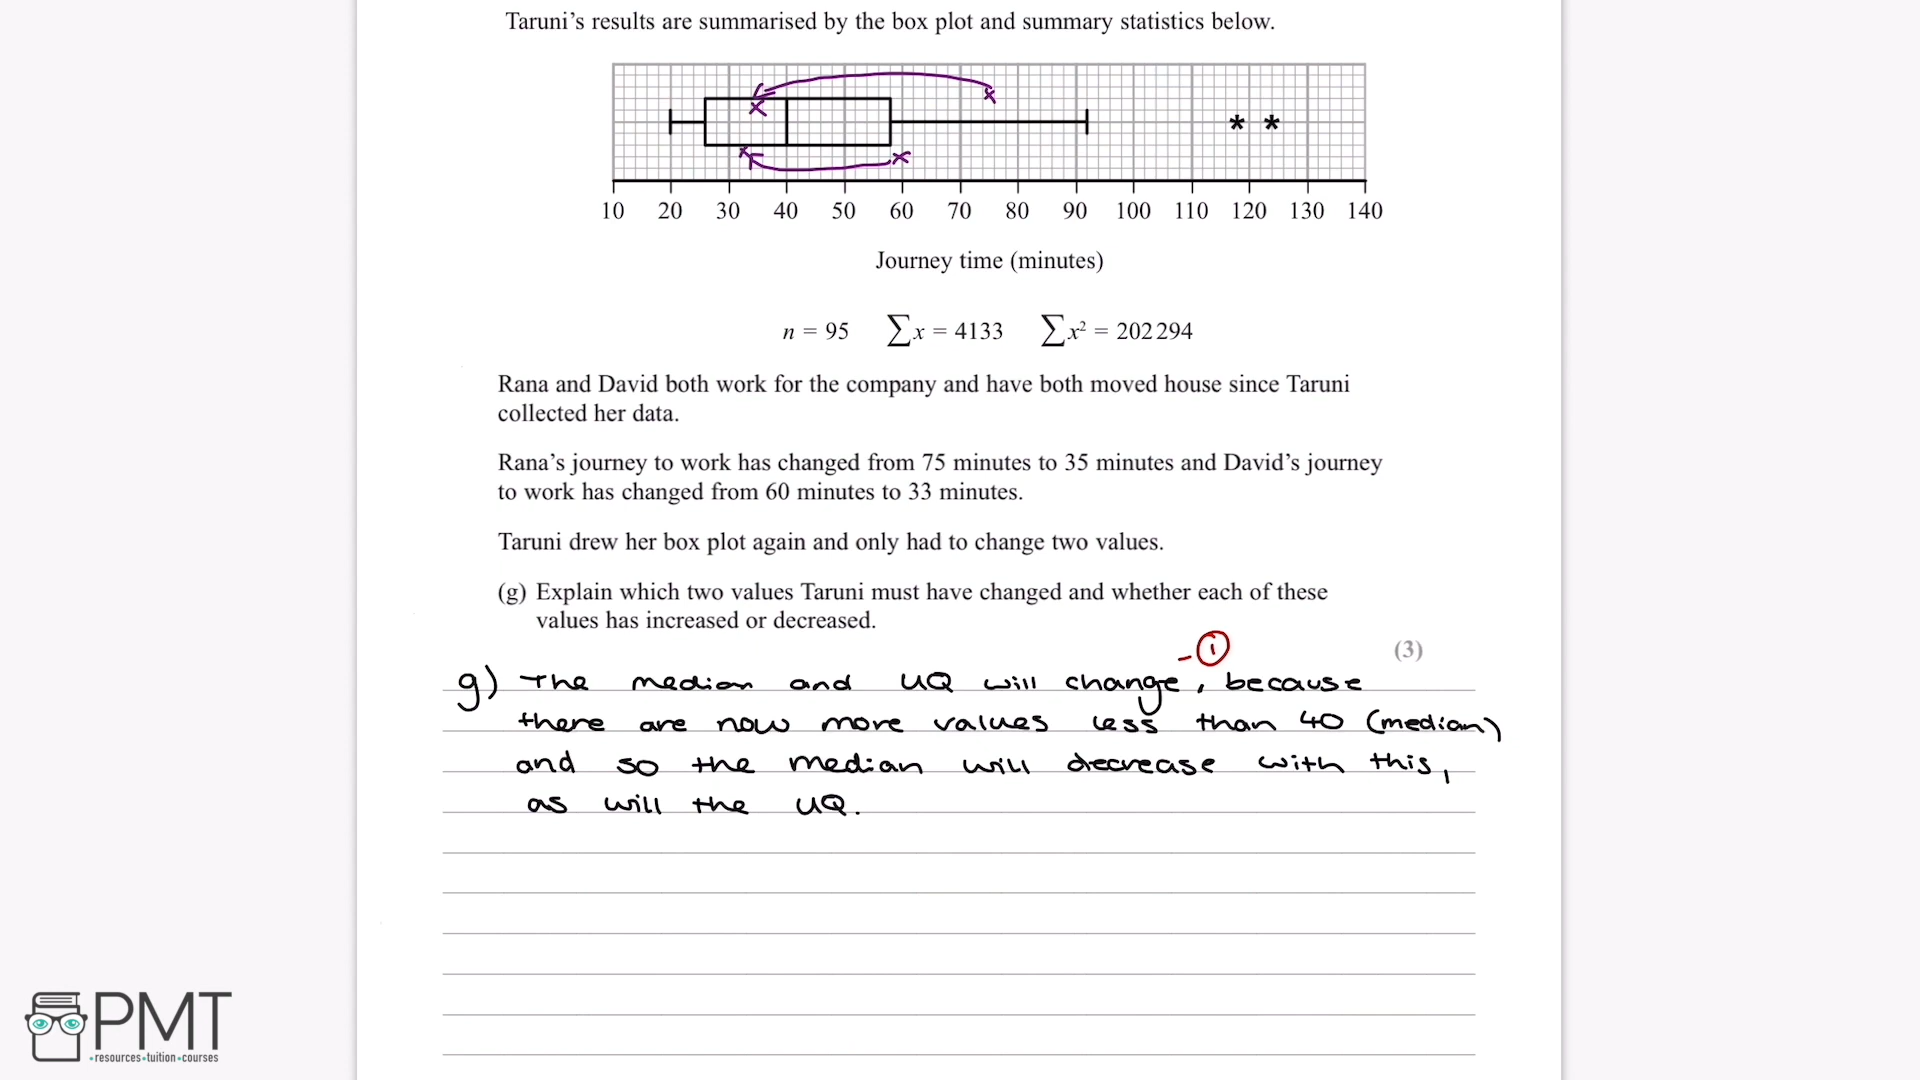 Taruni's results are summarised by the box plot and summary statistics below.
* *
10 20 30 40 50 60 70 80 90 100 110 120 130 140
Journey time (minutes)
n = 95 ∑x = 4133 ∑x² = 202 294
Rana and David both work for the company and have both moved house since Taruni
collected her data.
Rana's journey to work has changed from 75 minutes to 35 minutes and David's journey
to work has changed from 60 minutes to 33 minutes.
Taruni drew her box plot again and only had to change two values.
(g) Explain which two values Taruni must have changed and whether each of these
values has increased or decreased.
(3)
- ①
g) The median and UQ will change, because
there are now more values less than 40 (median)
and so the median will decrease with this,
as will the UQ.
PMT
resources•tuition•courses